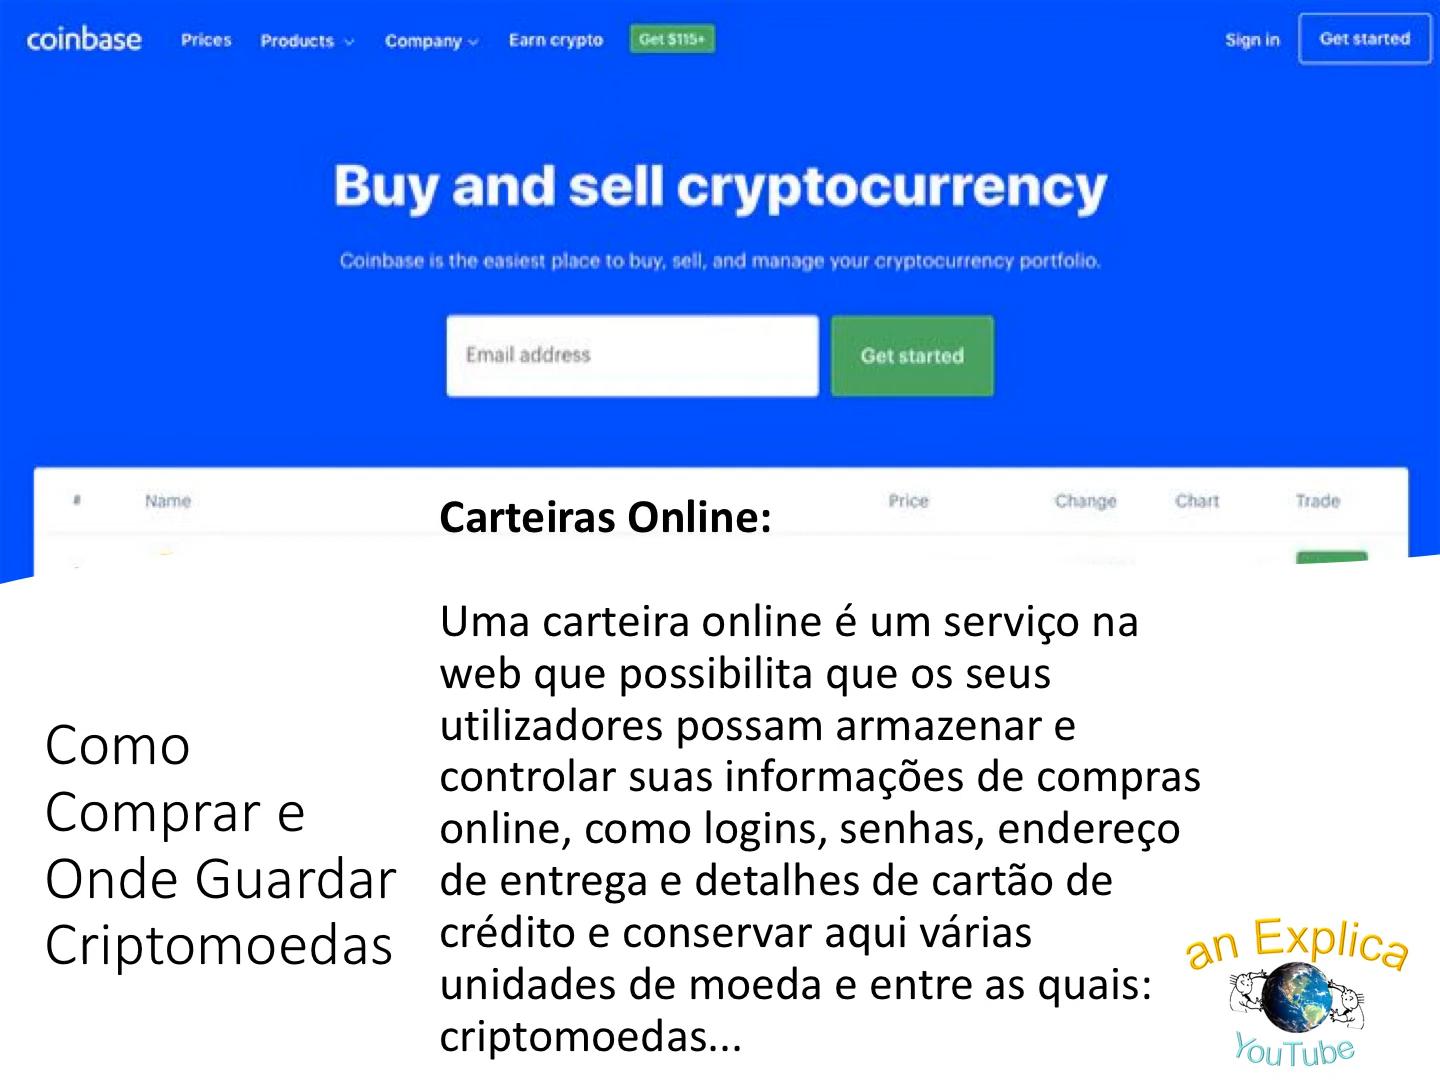 coinbase Prices Products Company Earn crypto Get $115+ Sign in Get started
Buy and sell cryptocurrency
Coinbase is the easiest place to buy, sell, and manage your cryptocurrency portfolio.
Email address Get started
# Name Price Change Chart Trade
Carteiras Online:
Uma carteira online é um serviço na
web que possibilita que os seus
utilizadores possam armazenar e
controlar suas informações de compras
online, como logins, senhas, endereço
de entrega e detalhes de cartão de
crédito e conservar aqui várias
unidades de moeda e entre as quais:
criptomoedas...
Como
Comprar e
Onde Guardar
Criptomoedas
an Explica
YouTube